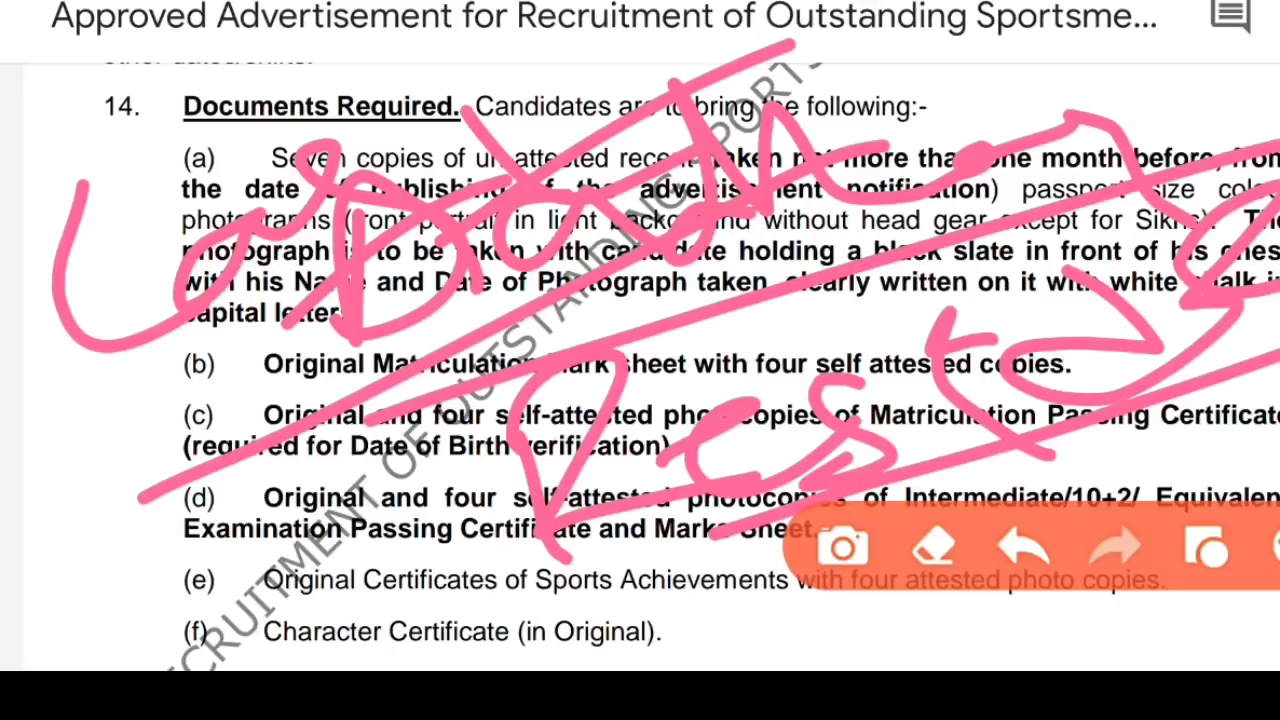 Approved Advertisement for Recruitment of Outstanding Sportsme...
14. Documents Required. Candidates are to bring the following:-
(a) Seven copies of un attested recent taken not more than one month before, from
the date of publishing of the advertisement notification) passport size color
photographs (front portrait in light background without head gear except for Sikhs). The
photograph is to be taken with candidate holding a black slate in front of his chest
with his Name and Date of Photograph taken, clearly written on it with white chalk in
capital letter
(b) Original Matriculation Mark sheet with four self attested copies.
(c) Original and four self-attested photocopies of Matriculation Passing Certificate
(required for Date of Birth verification)
(d) Original and four self-attested photocopies of Intermediate/10+2/ Equivalent
Examination Passing Certificate and Marks Sheet.
(e) Original Certificates of Sports Achievements with four attested photo copies.
(f) Character Certificate (in Original).
RECRUITMENT OF OUTSTANDING SPORTS